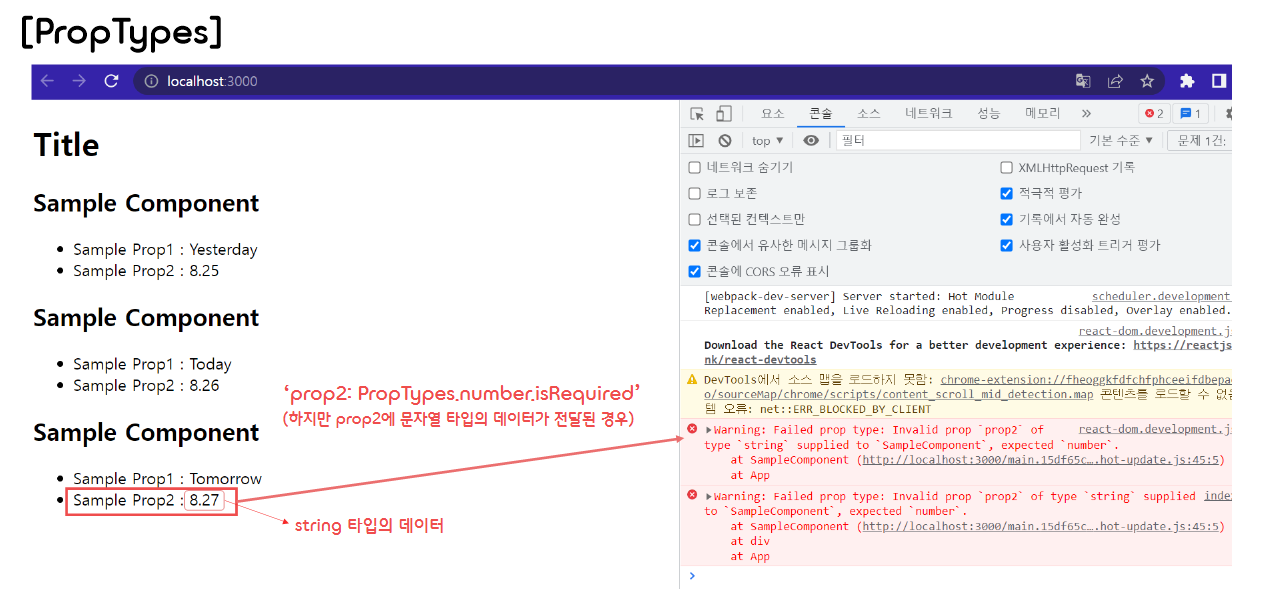 [PropTypes]
localhost:3000
요소 콘솔 소스 네트워크 성능 메모리 » 2 1
top ▼ 필터 기본 수준 ▼ 문제 1건:
네트워크 숨기기 XMLHttpRequest 기록
로그 보존 적극적 평가
선택된 컨텍스트만 기록에서 자동 완성
콘솔에서 유사한 메시지 그룹화 사용자 활성화 트리거 평가
콘솔에 CORS 오류 표시
Title
Sample Component
• Sample Prop1 : Yesterday
• Sample Prop2 : 8.25
Sample Component
• Sample Prop1 : Today
• Sample Prop2 : 8.26
Sample Component
• Sample Prop1 : Tomorrow
• Sample Prop2 : 8.27
‘prop2: PropTypes.number.isRequired’
(하지만 prop2에 문자열 타입의 데이터가 전달된 경우)
string 타입의 데이터
[webpack-dev-server] Server started: Hot Module scheduler.development
Replacement enabled, Live Reloading enabled, Progress disabled, Overlay enabled.
react-dom.development.j
Download the React DevTools for a better development experience: https://reactjs
nk/react-devtools
DevTools에서 소스 맵을 로드하지 못함: chrome-extension://fheoggkfdfchfphceeifdbepao
o/sourceMap/chrome/scripts/content_scroll_mid_detection.map 콘텐츠를 로드할 수 없음
템 오류: net::ERR_BLOCKED_BY_CLIENT
▶Warning: Failed prop type: Invalid prop `prop2` of react-dom.development.j
type `string` supplied to `SampleComponent`, expected `number`.
at SampleComponent (http://localhost:3000/main.15df65c….hot-update.js:45:5)
at App
▶Warning: Failed prop type: Invalid prop `prop2` of type `string` supplied index
to `SampleComponent`, expected `number`.
at SampleComponent (http://localhost:3000/main.15df65c….hot-update.js:45:5)
at div
at App